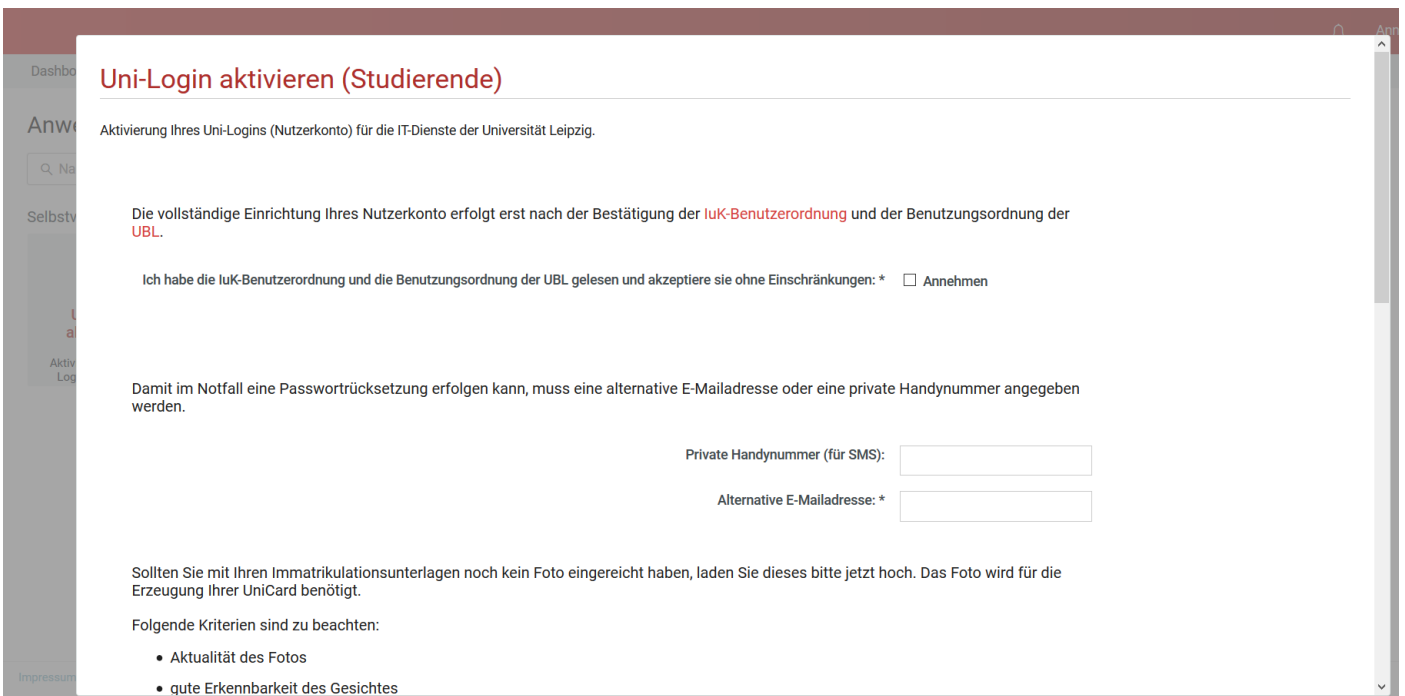 Dashbo
Uni-Login aktivieren (Studierende)
Anwe
Aktivierung Ihres Uni-Logins (Nutzerkonto) für die IT-Dienste der Universität Leipzig.
Na
Selbstv
Die vollständige Einrichtung Ihres Nutzerkonto erfolgt erst nach der Bestätigung der IuK-Benutzerordnung und der Benutzungsordnung der
UBL.
Ich habe die IuK-Benutzerordnung und die Benutzungsordnung der UBL gelesen und akzeptiere sie ohne Einschränkungen: * Annehmen
Aktiv
Log
Damit im Notfall eine Passwortrücksetzung erfolgen kann, muss eine alternative E-Mailadresse oder eine private Handynummer angegeben
werden.
Private Handynummer (für SMS):
Alternative E-Mailadresse: *
Sollten Sie mit Ihren Immatrikulationsunterlagen noch kein Foto eingereicht haben, laden Sie dieses bitte jetzt hoch. Das Foto wird für die
Erzeugung Ihrer UniCard benötigt.
Folgende Kriterien sind zu beachten:
• Aktualität des Fotos
• gute Erkennbarkeit des Gesichtes
Impressum